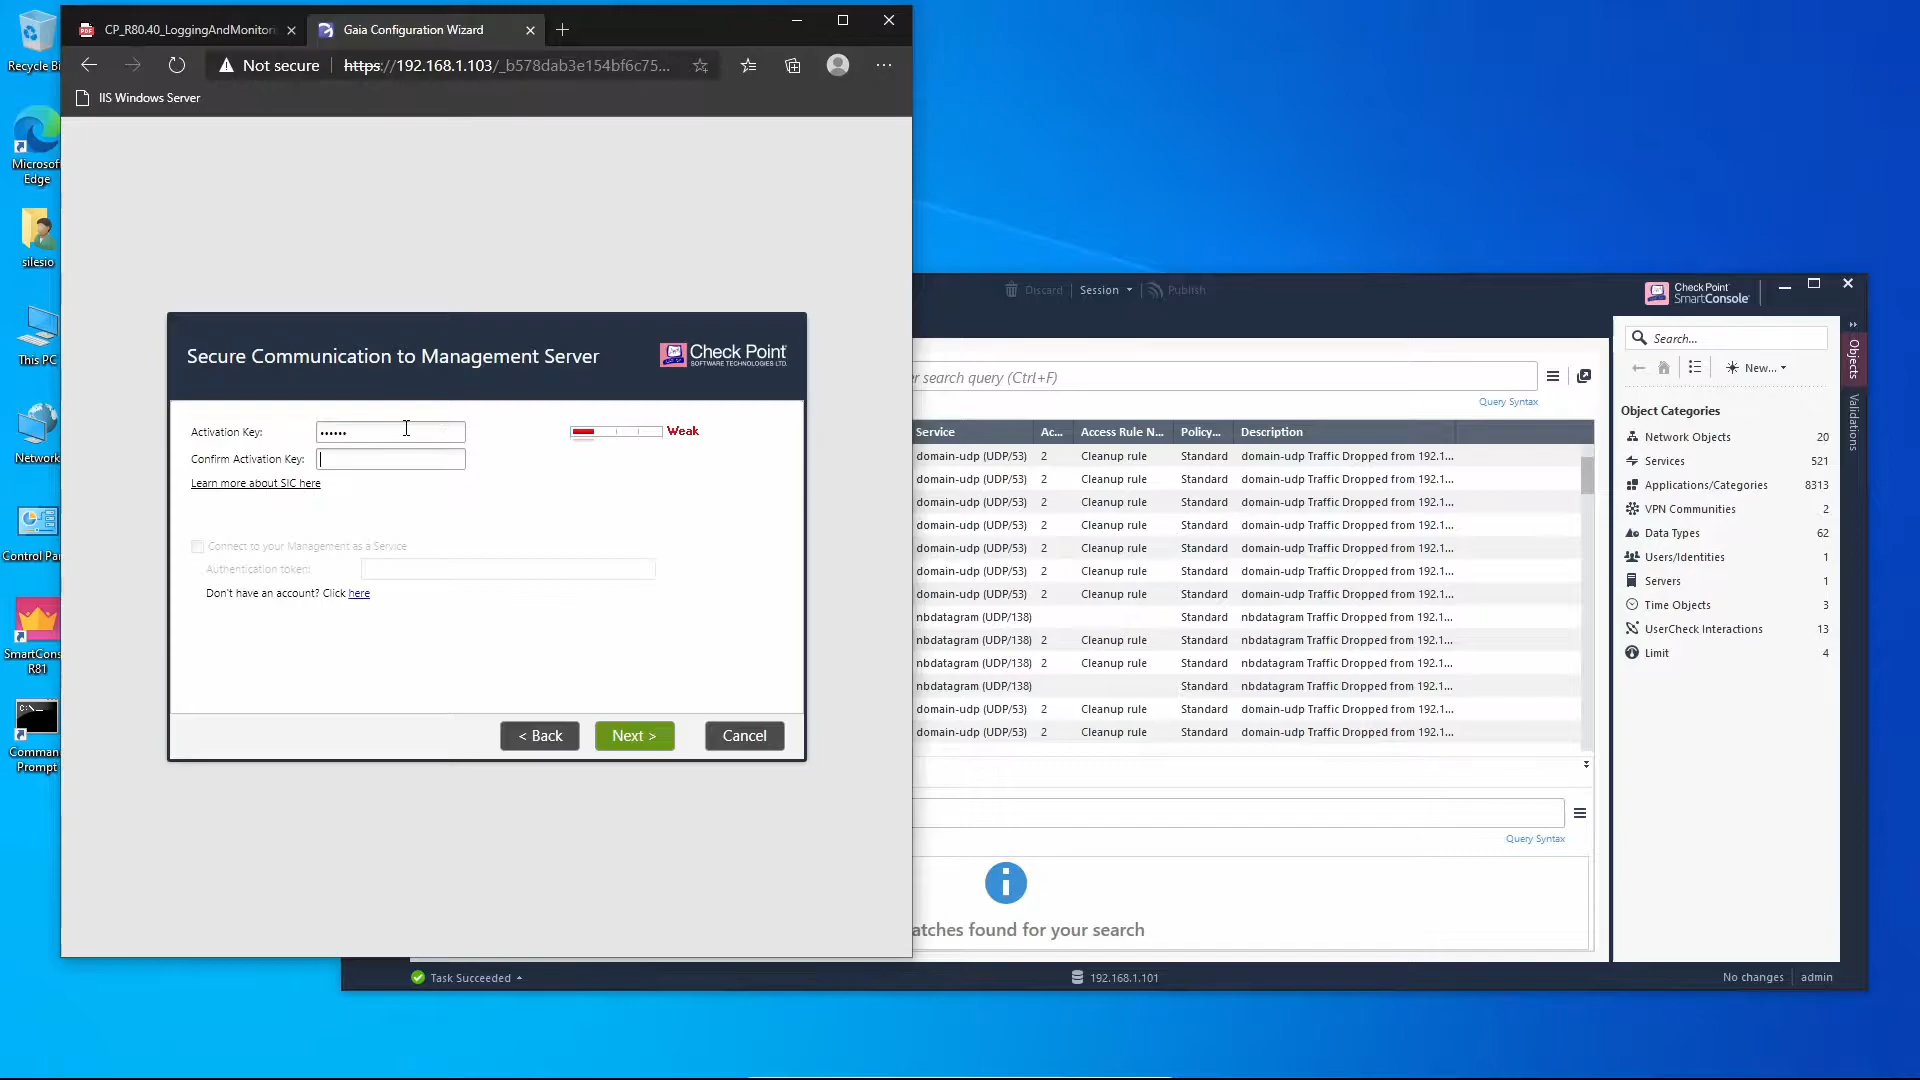 Recycle Bi
Microsof
Edge
silesio
This PC
Network
Control Pa
SmartCons
R81
Comman
Prompt
CP_R80.40_LoggingAndMonitori
Gaia Configuration Wizard
Not secure
https://192.168.1.103/_b578dab3e154bf6c75...
IIS Windows Server
Secure Communication to Management Server
Check Point
SOFTWARE TECHNOLOGIES LTD.
Activation Key:
Weak
Confirm Activation Key:
Learn more about SIC here
Connect to your Management as a Service
Authentication token:
Don't have an account? Click here
< Back
Next >
Cancel
Discard
Session
Publish
Check Point
SmartConsole
er search query (Ctrl+F)
Query Syntax
Service Ac... Access Rule N... Policy... Description
domain-udp (UDP/53) 2 Cleanup rule Standard domain-udp Traffic Dropped from 192.1...
domain-udp (UDP/53) 2 Cleanup rule Standard domain-udp Traffic Dropped from 192.1...
domain-udp (UDP/53) 2 Cleanup rule Standard domain-udp Traffic Dropped from 192.1...
domain-udp (UDP/53) 2 Cleanup rule Standard domain-udp Traffic Dropped from 192.1...
domain-udp (UDP/53) 2 Cleanup rule Standard domain-udp Traffic Dropped from 192.1...
domain-udp (UDP/53) 2 Cleanup rule Standard domain-udp Traffic Dropped from 192.1...
domain-udp (UDP/53) 2 Cleanup rule Standard domain-udp Traffic Dropped from 192.1...
nbdatagram (UDP/138) Standard nbdatagram Traffic Dropped from 192.1...
nbdatagram (UDP/138) 2 Cleanup rule Standard nbdatagram Traffic Dropped from 192.1...
nbdatagram (UDP/138) 2 Cleanup rule Standard nbdatagram Traffic Dropped from 192.1...
nbdatagram (UDP/138) Standard nbdatagram Traffic Dropped from 192.1...
domain-udp (UDP/53) 2 Cleanup rule Standard domain-udp Traffic Dropped from 192.1...
domain-udp (UDP/53) 2 Cleanup rule Standard domain-udp Traffic Dropped from 192.1...
Query Syntax
atches found for your search
Search...
New...
Object Categories
Network Objects 20
Services 521
Applications/Categories 8313
VPN Communities 2
Data Types 62
Users/Identities 1
Servers 1
Time Objects 3
UserCheck Interactions 13
Limit 4
Objects
Validations
Task Succeeded
192.168.1.101
No changes
admin